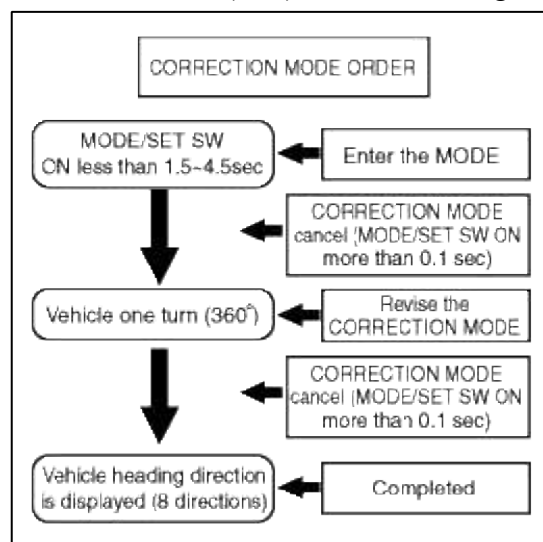 CORRECTION MODE ORDER
MODE/SET SW
ON less than 1.5~4.5sec
Enter the MODE
CORRECTION MODE
cancel (MODE/SET SW ON
more than 0.1 sec)
Vehicle one turn (360°)
Revise the
CORRECTION MODE
CORRECTION MODE
cancel (MODE/SET SW ON
more than 0.1 sec)
Vehicle heading direction
is displayed (8 directions)
Completed